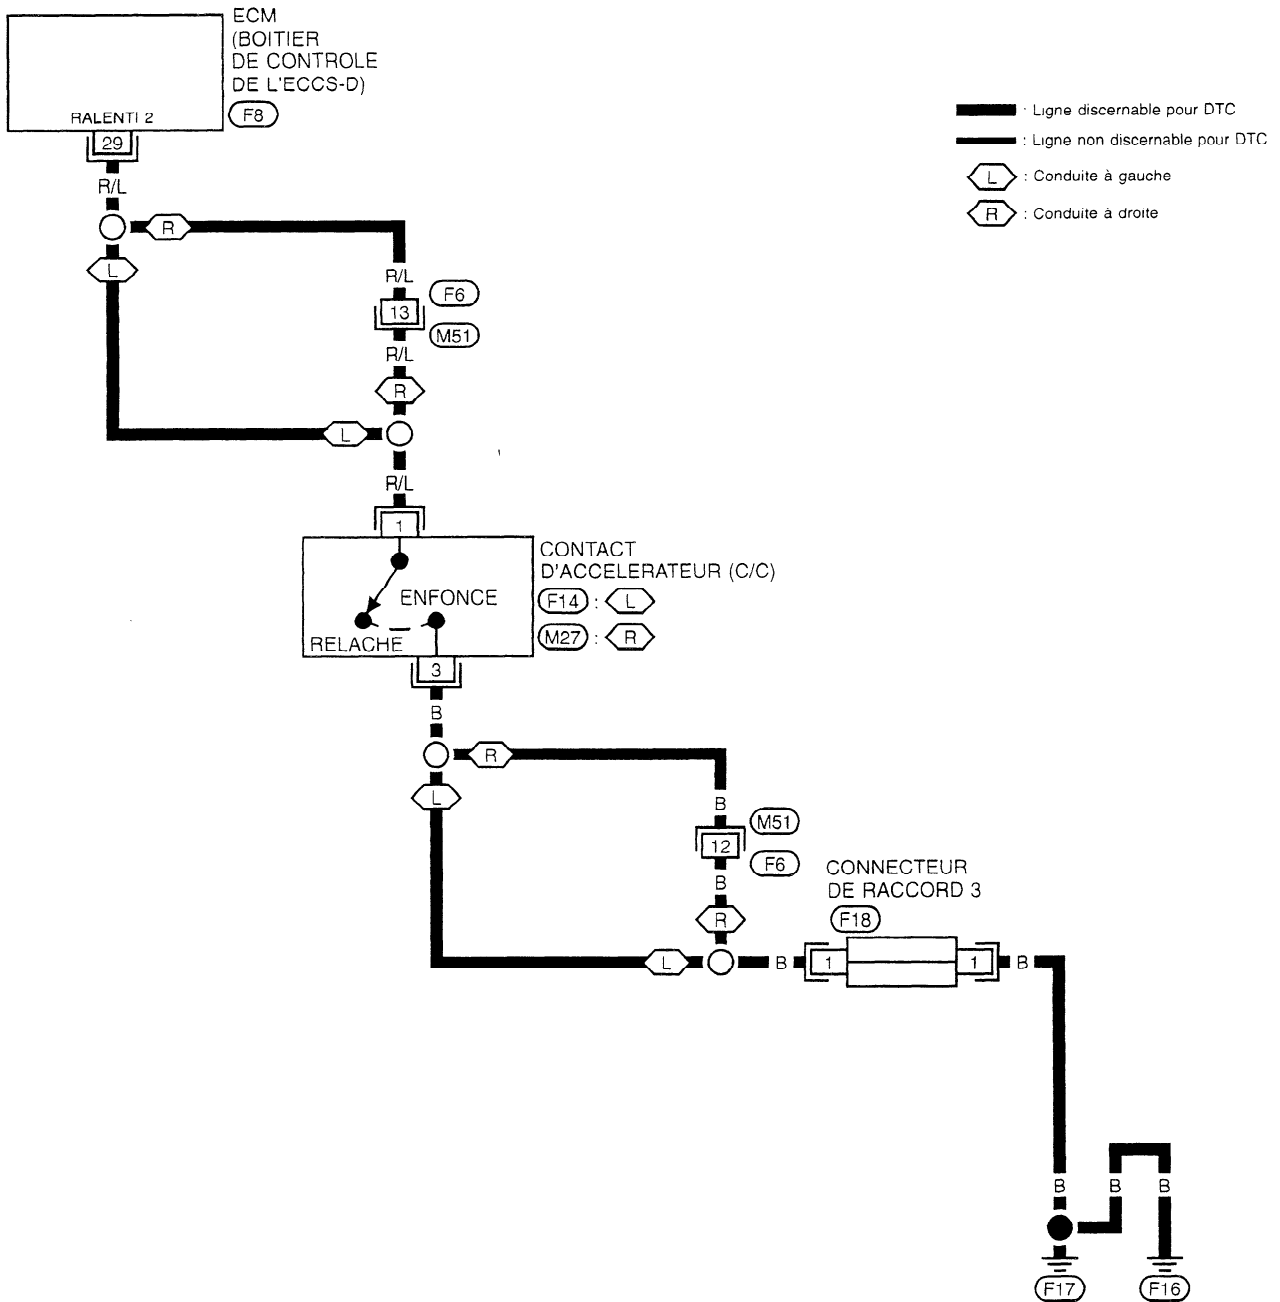 ECM
(BOITIER
DE CONTROLE
DE L'ECCS-D)
F8
RALENTI 2
29
R/L
: Ligne discernable pour DTC
: Ligne non discernable pour DTC
L : Conduite à gauche
R : Conduite à droite
R
L
R/L
F6
13
M51
R/L
R
L
R/L
1
CONTACT
D'ACCELERATEUR (C/C)
ENFONCE
F14 : L
RELACHE
M27 : R
3
B
R
L
B
M51
12
F6
B
CONNECTEUR
DE RACCORD 3
R
F18
L
B
1
1
B
B
B
B
F17
F16